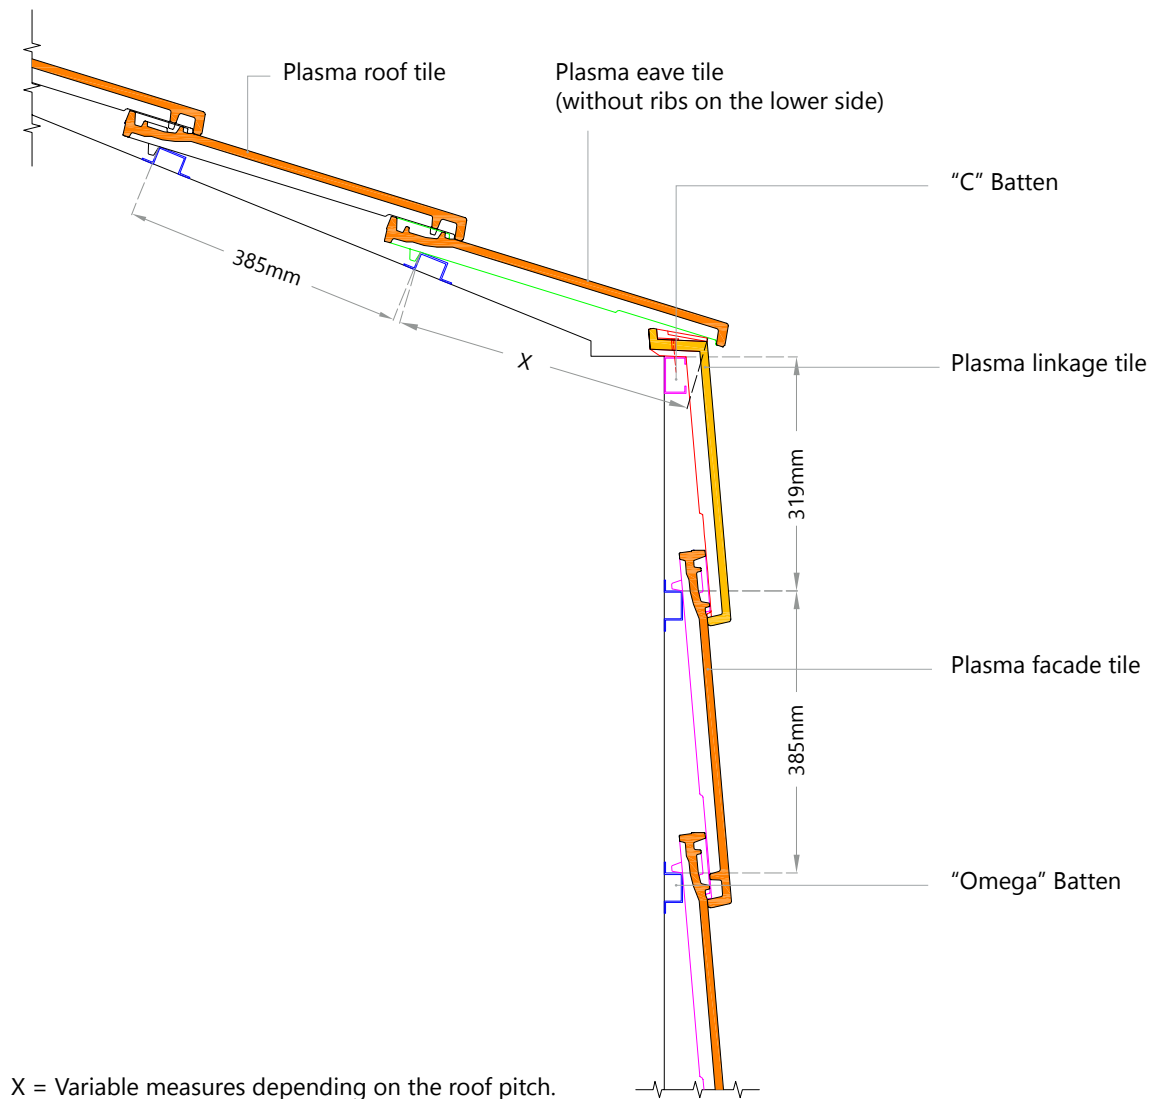 Plasma roof tile
Plasma eave tile
(without ribs on the lower side)
“C” Batten
385mm
X
Plasma linkage tile
319mm
Plasma facade tile
385mm
“Omega” Batten
X = Variable measures depending on the roof pitch.